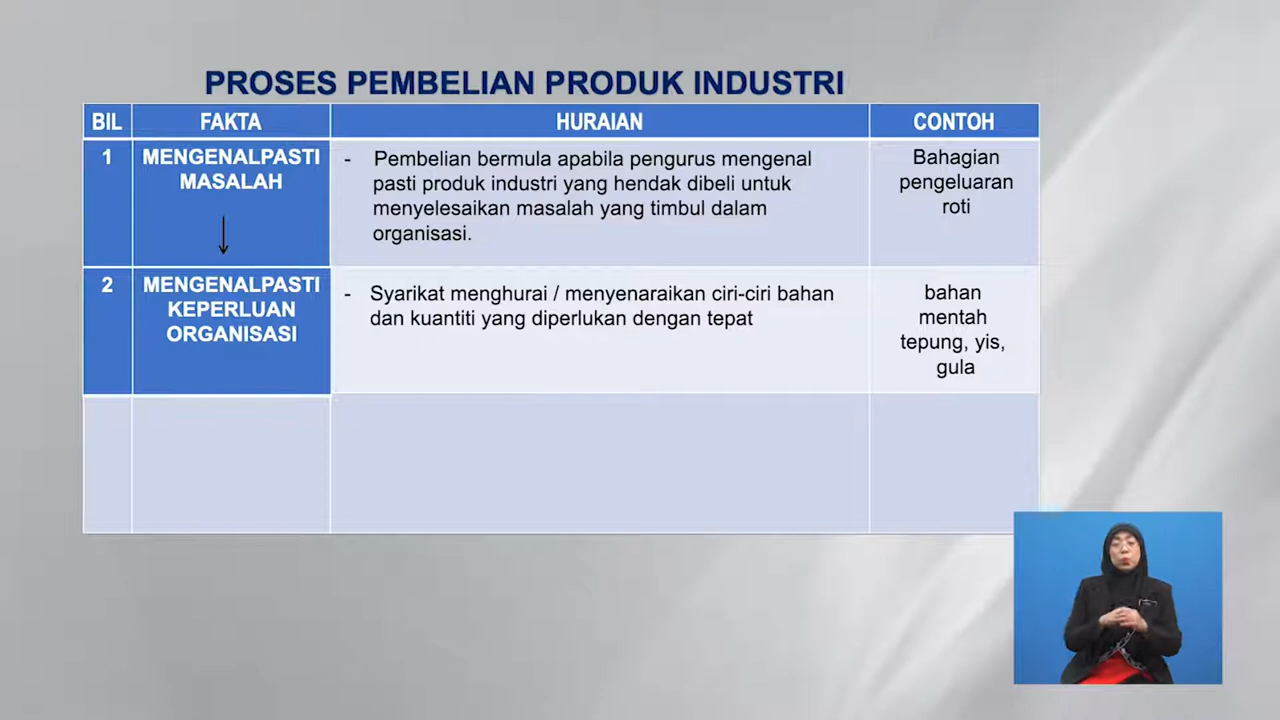 PROSES PEMBELIAN PRODUK INDUSTRI
BIL FAKTA HURAIAN CONTOH
1
MENGENALPASTI
MASALAH
- Pembelian bermula apabila pengurus mengenal
pasti produk industri yang hendak dibeli untuk
menyelesaikan masalah yang timbul dalam
organisasi.
Bahagian
pengeluaran
roti
2
MENGENALPASTI
KEPERLUAN
ORGANISASI
- Syarikat menghurai / menyenaraikan ciri-ciri bahan
dan kuantiti yang diperlukan dengan tepat
bahan
mentah
tepung, yis,
gula